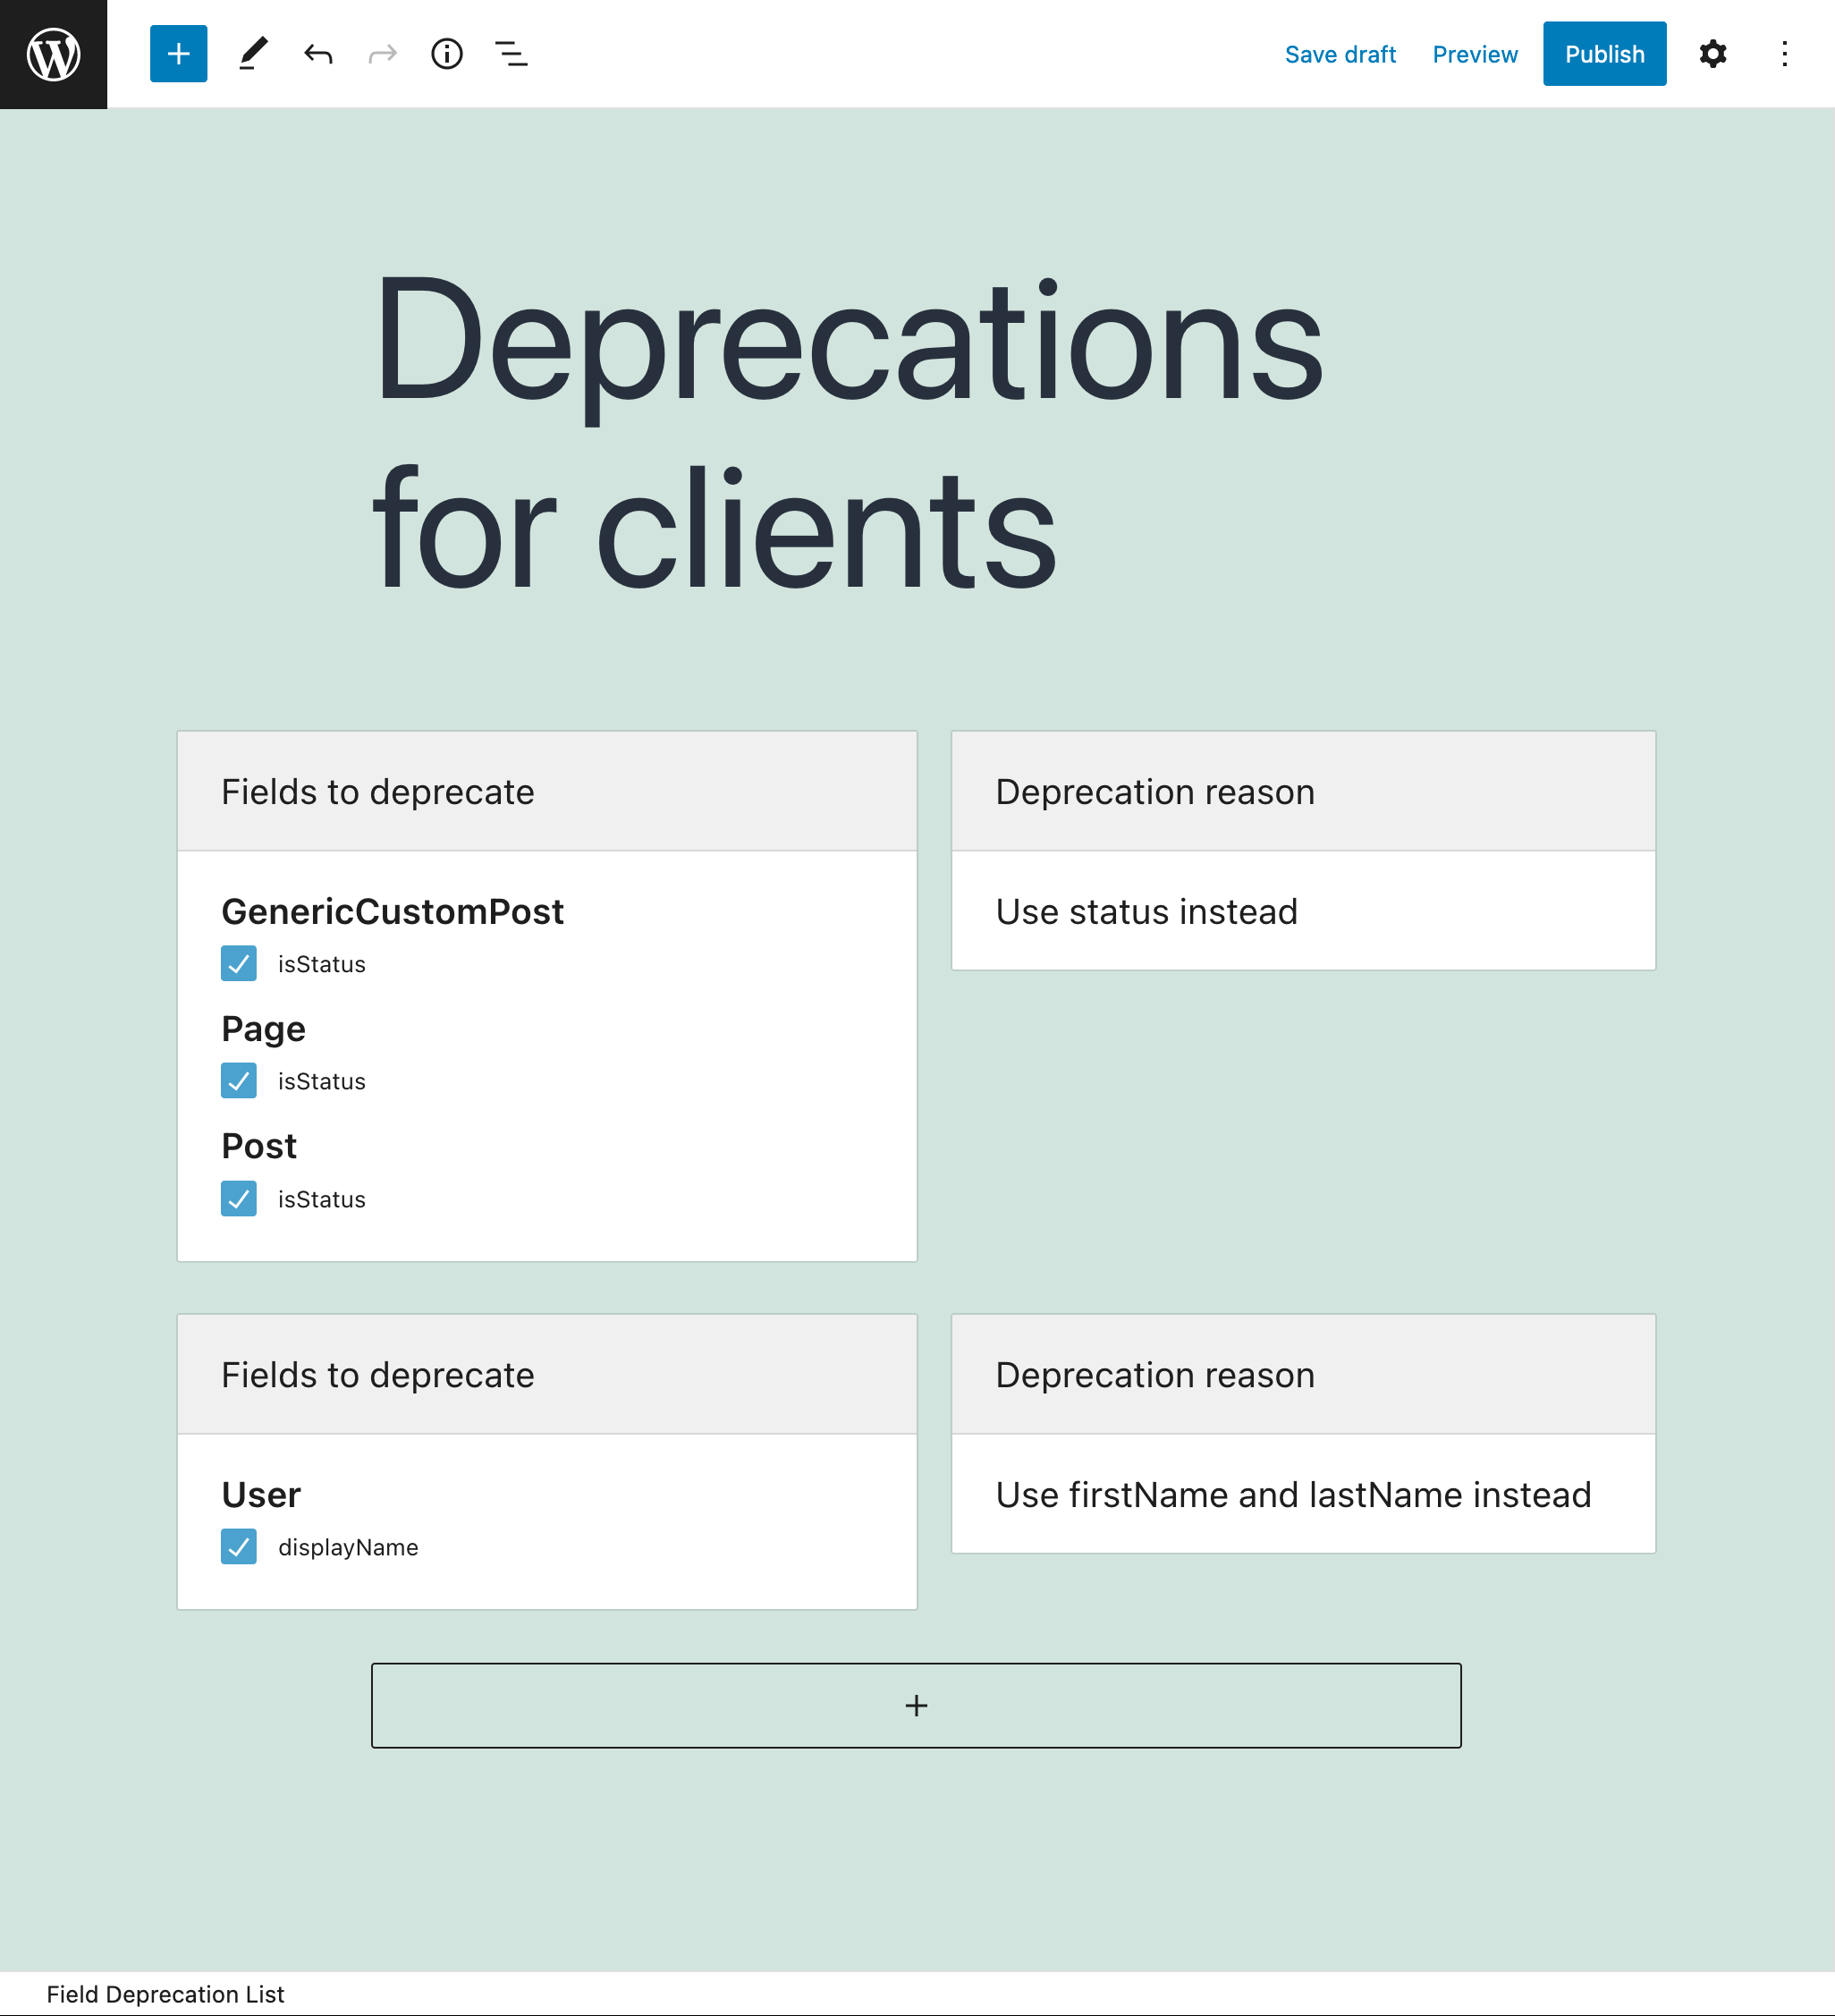 Save draft Preview Publish
Deprecations
for clients
Fields to deprecate
GenericCustomPost
isStatus
Page
isStatus
Post
isStatus
Deprecation reason
Use status instead
Fields to deprecate
User
displayName
Deprecation reason
Use firstName and lastName instead
Field Deprecation List